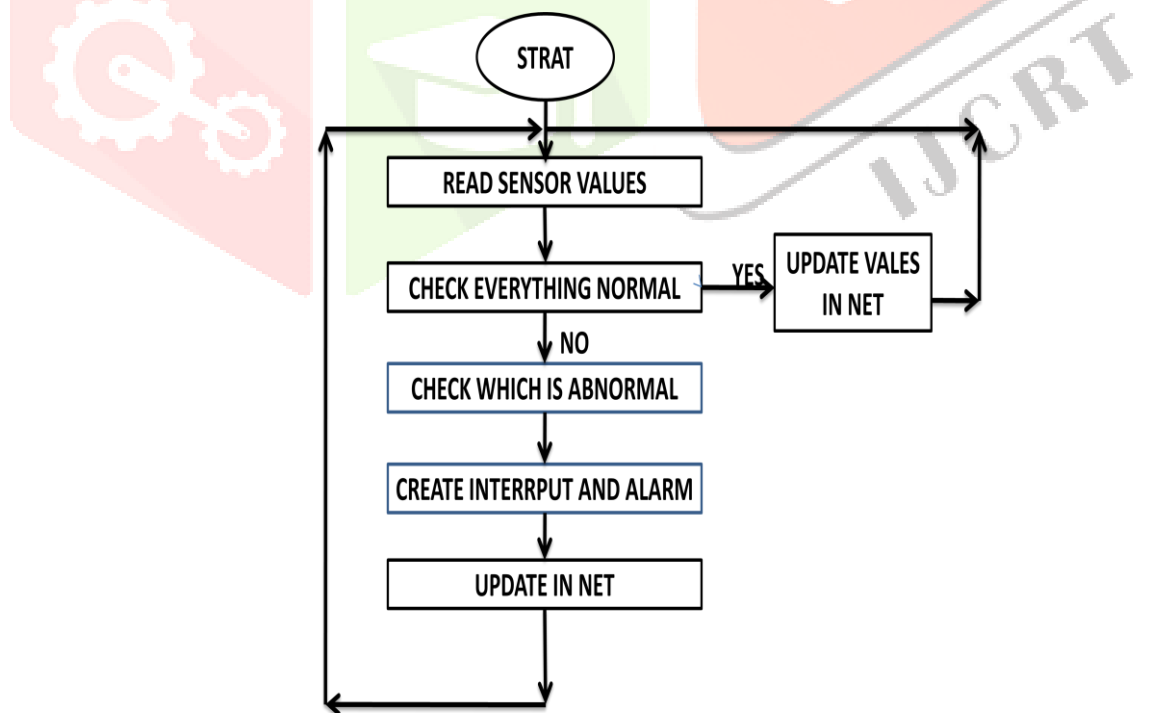 STRAT
IJCRT
READ SENSOR VALUES
CHECK EVERYTHING NORMAL
YES
UPDATE VALES
IN NET
NO
CHECK WHICH IS ABNORMAL
CREATE INTERRPUT AND ALARM
UPDATE IN NET